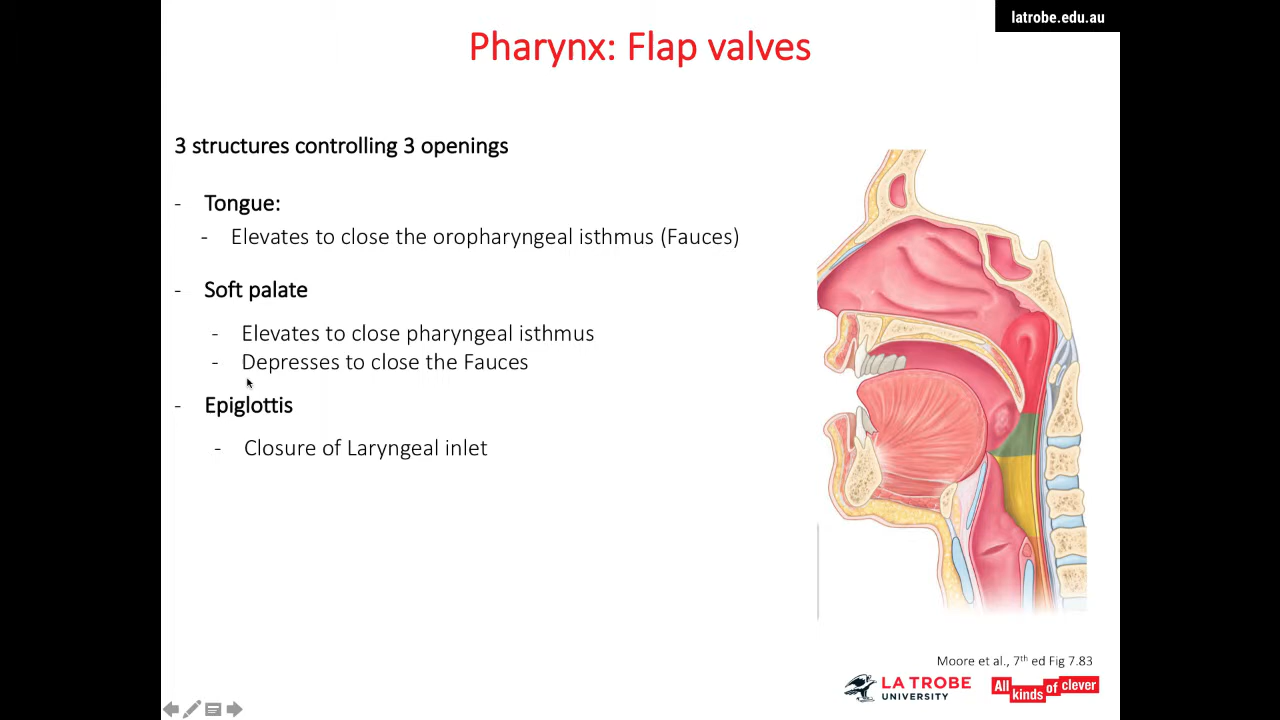 latrobe.edu.au
Pharynx: Flap valves
3 structures controlling 3 openings
- Tongue:
- Elevates to close the oropharyngeal isthmus (Fauces)
- Soft palate
- Elevates to close pharyngeal isthmus
- Depresses to close the Fauces
- Epiglottis
- Closure of Laryngeal inlet
Moore et al., 7th ed Fig 7.83
LA TROBE
UNIVERSITY
All kinds of clever